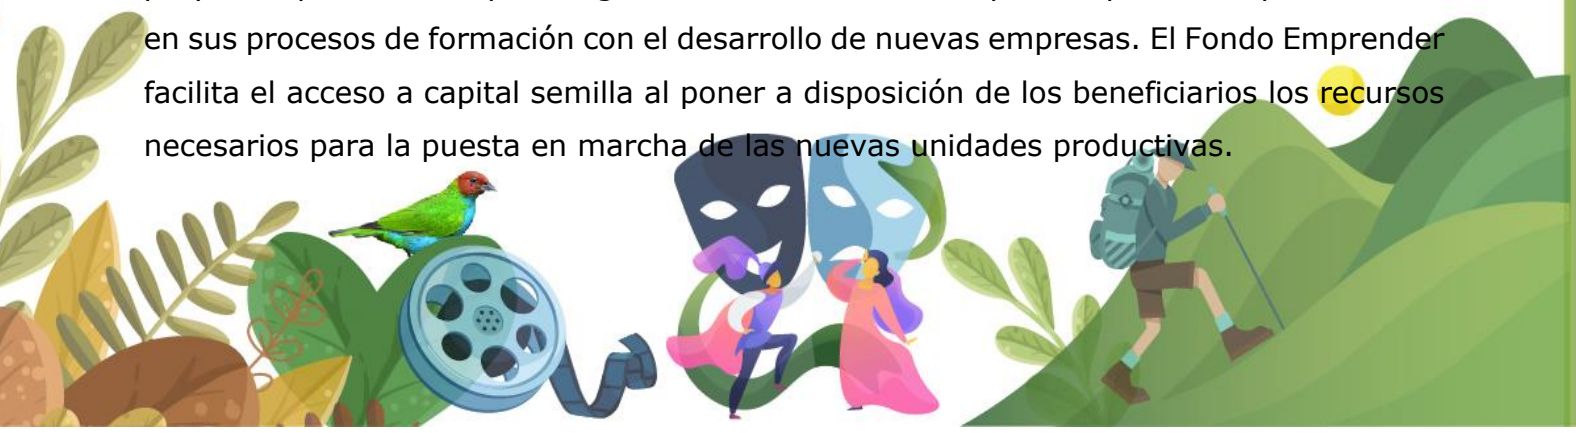 en sus procesos de formación con el desarrollo de nuevas empresas. El Fondo Emprender
facilita el acceso a capital semilla al poner a disposición de los beneficiarios los recursos
necesarios para la puesta en marcha de las nuevas unidades productivas.